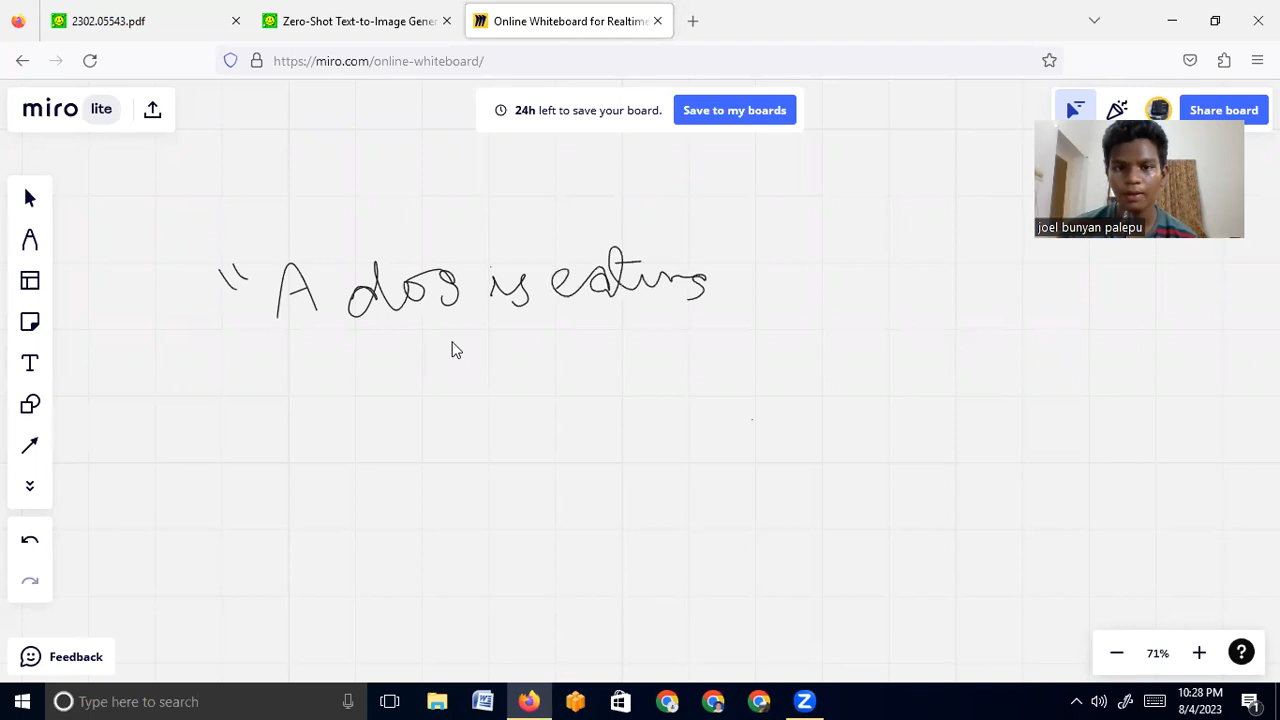 2302.05543.pdf
Zero-Shot Text-to-Image Gener
Online Whiteboard for Realtime
https://miro.com/online-whiteboard/
miro lite
24h left to save your board.
Save to my boards
Share board
joel bunyan palepu
" A dog is eating
Feedback
71%
?
Type here to search
10:28 PM
8/4/2023